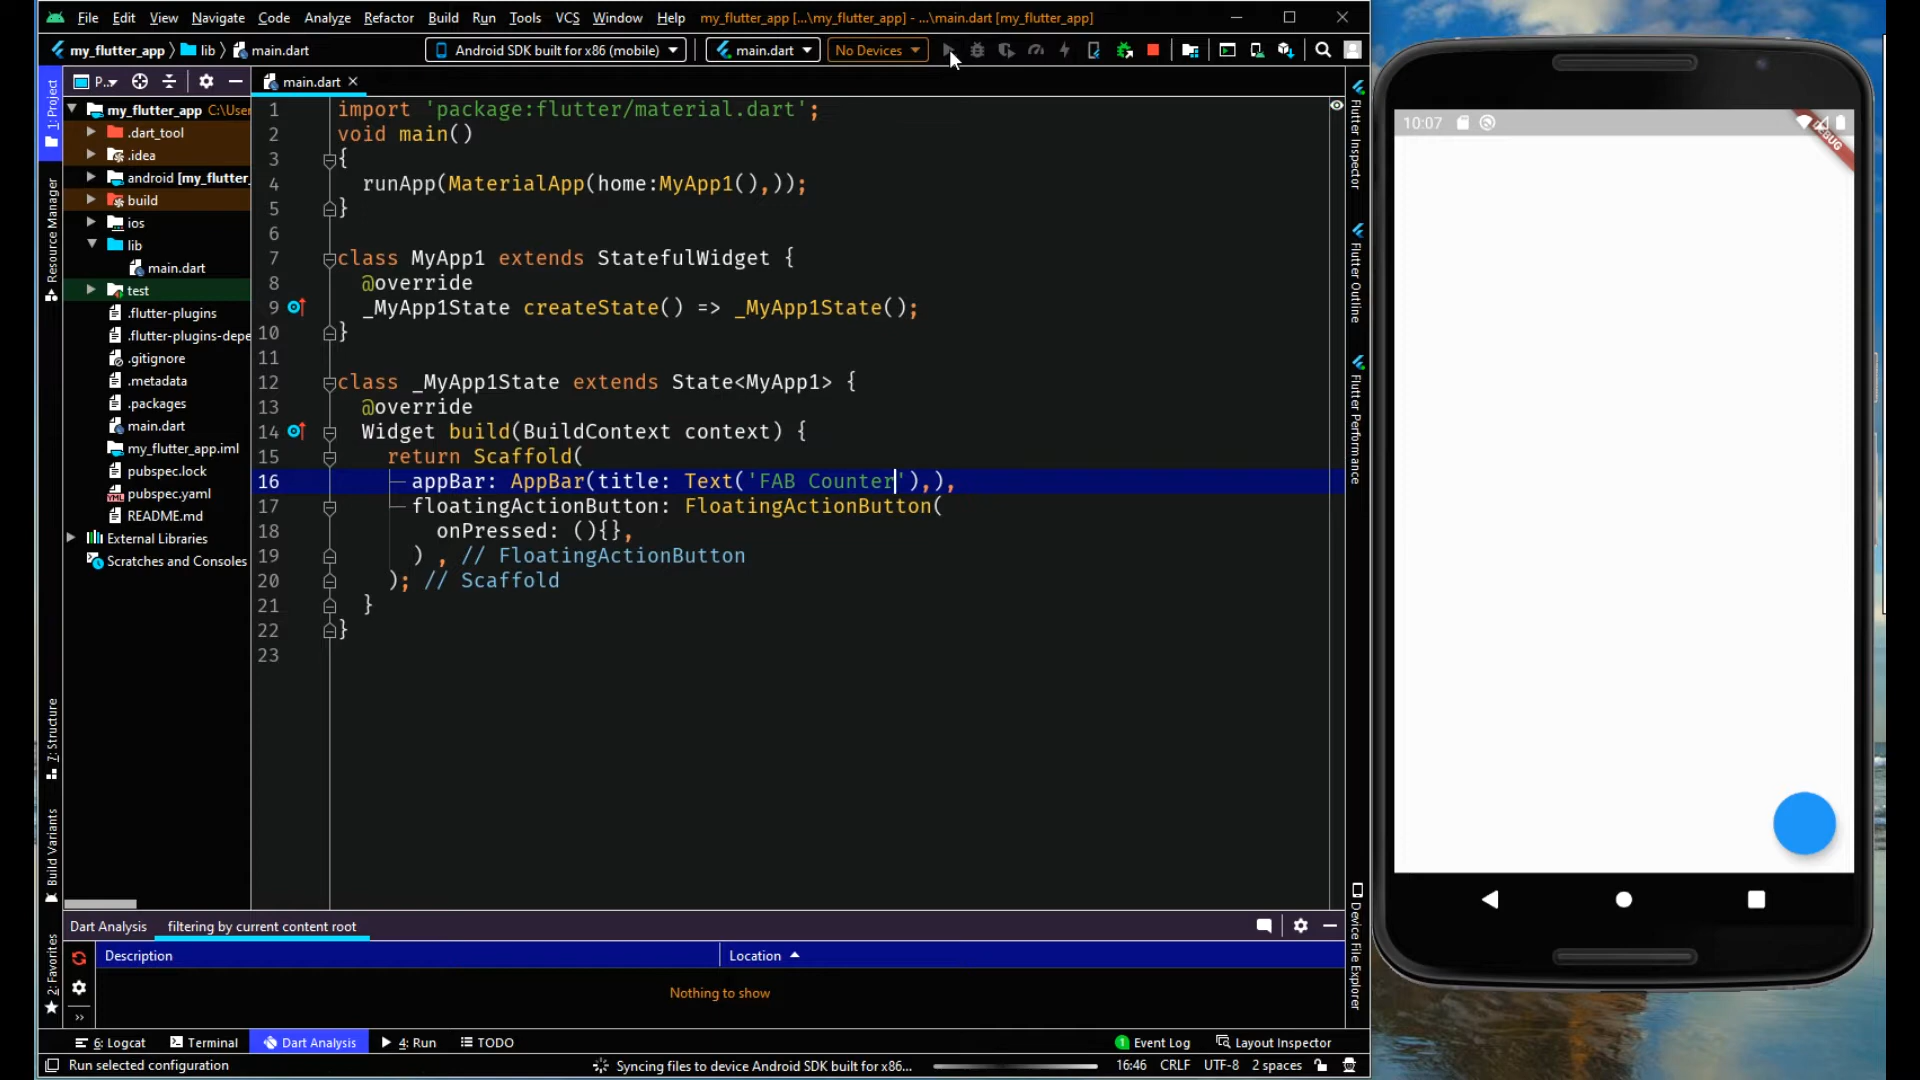 File Edit View Navigate Code Analyze Refactor Build Run Tools VCS Window Help my_flutter_app [...\my_flutter_app] - ...\main.dart [my_flutter_app]
my_flutter_app lib main.dart Android SDK built for x86 (mobile) main.dart No Devices
P.. main.dart
1: Project
Resource Manager
7: Structure
Build Variants
2: Favorites
my_flutter_app C:\User
.dart_tool
.idea
android [my_flutter_
build
ios
lib
main.dart
test
.flutter-plugins
.flutter-plugins-depe
.gitignore
.metadata
.packages
main.dart
my_flutter_app.iml
pubspec.lock
pubspec.yaml
README.md
External Libraries
Scratches and Consoles
1 import 'package:flutter/material.dart';
2 void main()
3 {
4 runApp(MaterialApp(home:MyApp1(),));
5 }
6
7 class MyApp1 extends StatefulWidget {
8 @override
9 _MyApp1State createState() => _MyApp1State();
10 }
11
12 class _MyApp1State extends State<MyApp1> {
13 @override
14 Widget build(BuildContext context) {
15 return Scaffold(
16 appBar: AppBar(title: Text('FAB Counter'),),
17 floatingActionButton: FloatingActionButton(
18 onPressed: (){},
19 ) , // FloatingActionButton
20 ); // Scaffold
21 }
22 }
23
Flutter Inspector
Flutter Outline
Flutter Performance
Device File Explorer
10:07
DEBUG
Dart Analysis filtering by current content root
Description Location
Nothing to show
6: Logcat Terminal Dart Analysis 4: Run TODO 1 Event Log Layout Inspector
Run selected configuration Syncing files to device Android SDK built for x86... 16:46 CRLF UTF-8 2 spaces